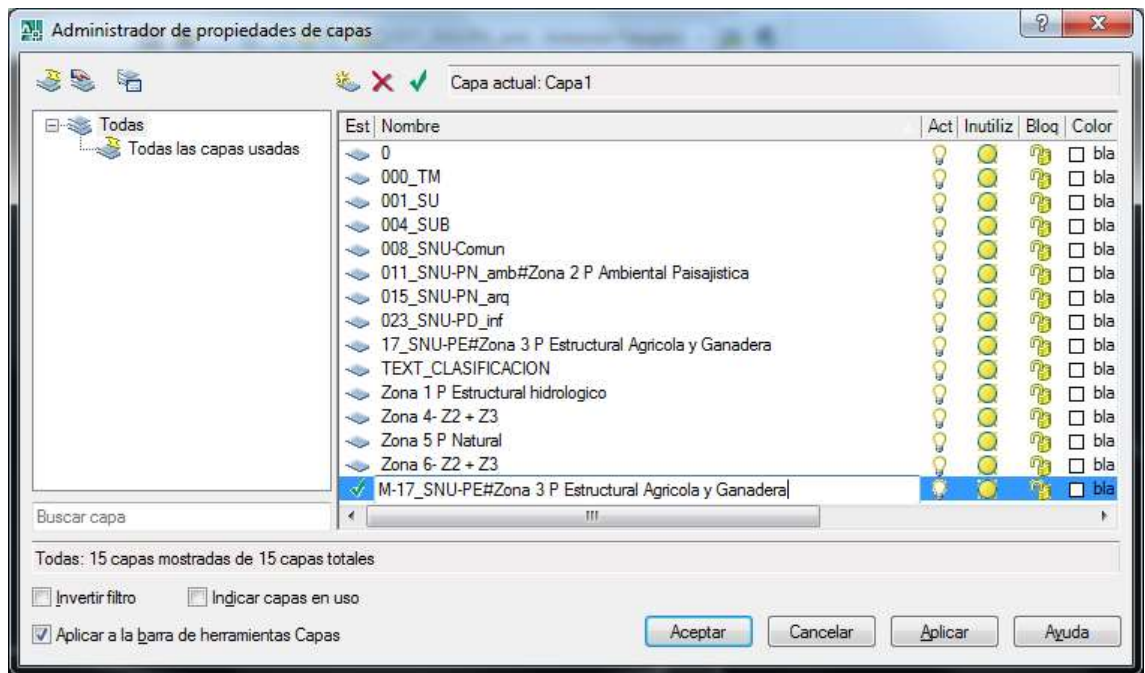 Administrador de propiedades de capas
Capa actual: Capa1
Todas
Todas las capas usadas
Est Nombre Act Inutiliz Bloq Color
0 bla
000_TM bla
001_SU bla
004_SUB bla
008_SNU-Comun bla
011_SNU-PN_amb#Zona 2 P Ambiental Paisajistica bla
015_SNU-PN_arq bla
023_SNU-PD_inf bla
17_SNU-PE#Zona 3 P Estructural Agricola y Ganadera bla
TEXT_CLASIFICACION bla
Zona 1 P Estructural hidrologico bla
Zona 4- Z2 + Z3 bla
Zona 5 P Natural bla
Zona 6- Z2 + Z3 bla
M-17_SNU-PE#Zona 3 P Estructural Agricola y Ganadera bla
Buscar capa
Todas: 15 capas mostradas de 15 capas totales
Invertir filtro Indicar capas en uso
Aplicar a la barra de herramientas Capas Aceptar Cancelar Aplicar Ayuda